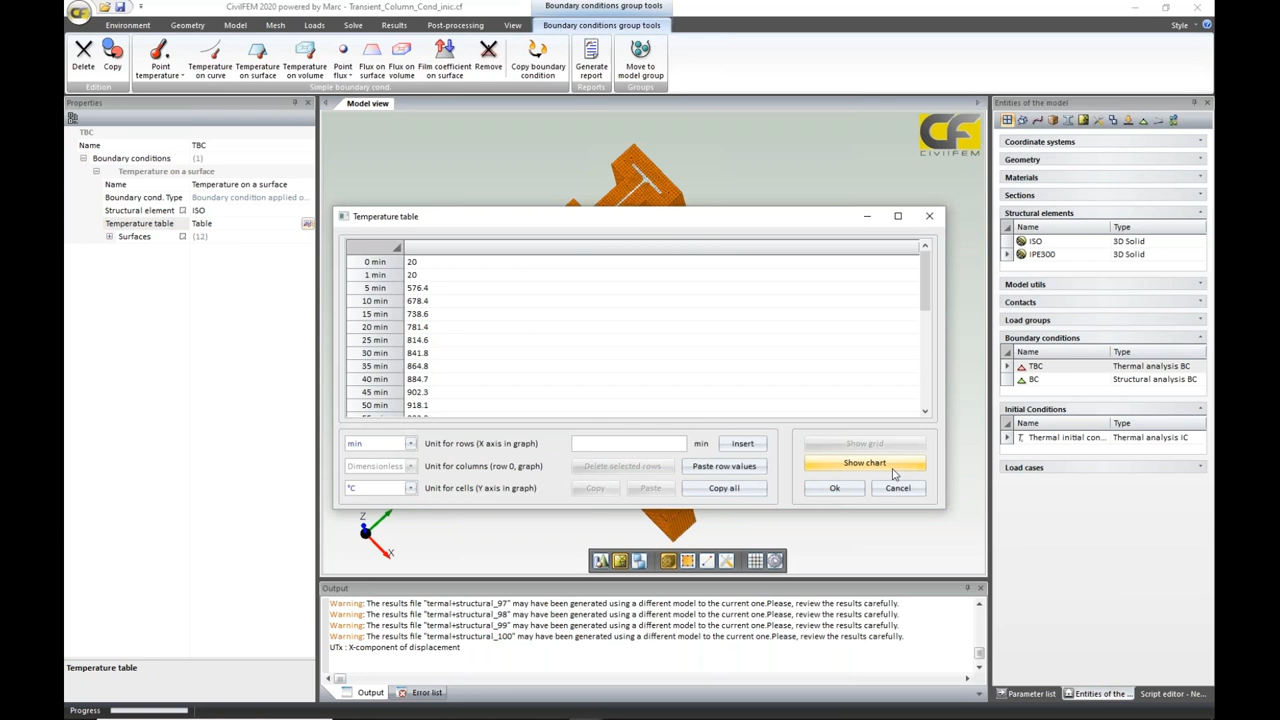 CivilFEM 2020 powered by Marc - Transient_Column_Cond_inic.cf
Boundary conditions group tools
Environment Geometry Model Mesh Loads Solve Results Post-processing View Boundary conditions group tools Style
Delete Copy Point temperature Temperature on curve Temperature on surface Temperature on volume Point flux Flux on surface Flux on volume Film coefficient on surface Remove Copy boundary condition Generate report Move to model group
Edition Simple boundary cond. Reports Groups
Properties
TBC
Name TBC
Boundary conditions (1)
Temperature on a surface
Name Temperature on a surface
Boundary cond. Type Boundary condition applied o...
Structural element ISO
Temperature table Table
Surfaces (12)
Temperature table
Progress
Model view
CF
CIVILFEM
Temperature table
0 min 20
1 min 20
5 min 576.4
10 min 678.4
15 min 738.6
20 min 781.4
25 min 814.6
30 min 841.8
35 min 864.8
40 min 884.7
45 min 902.3
50 min 918.1
min Unit for rows (X axis in graph) min Insert
Dimensionless Unit for columns (row 0, graph) Delete selected rows Paste row values
°C Unit for cells (Y axis in graph) Copy Paste Copy all
Show grid
Show chart
Ok Cancel
Z
X
Output
Warning: The results file "termal+structural_97" may have been generated using a different model to the current one.Please, review the results carefully.
Warning: The results file "termal+structural_98" may have been generated using a different model to the current one.Please, review the results carefully.
Warning: The results file "termal+structural_99" may have been generated using a different model to the current one.Please, review the results carefully.
Warning: The results file "termal+structural_100" may have been generated using a different model to the current one.Please, review the results carefully.
UTx : X-component of displacement
Output Error list
Entities of the model
Coordinate systems
Geometry
Materials
Sections
Structural elements
Name Type
ISO 3D Solid
IPE300 3D Solid
Model utils
Contacts
Load groups
Boundary conditions
Name Type
TBC Thermal analysis BC
BC Structural analysis BC
Initial Conditions
Name Type
Thermal initial con... Thermal analysis IC
Load cases
Parameter list Entities of the ... Script editor - Ne...